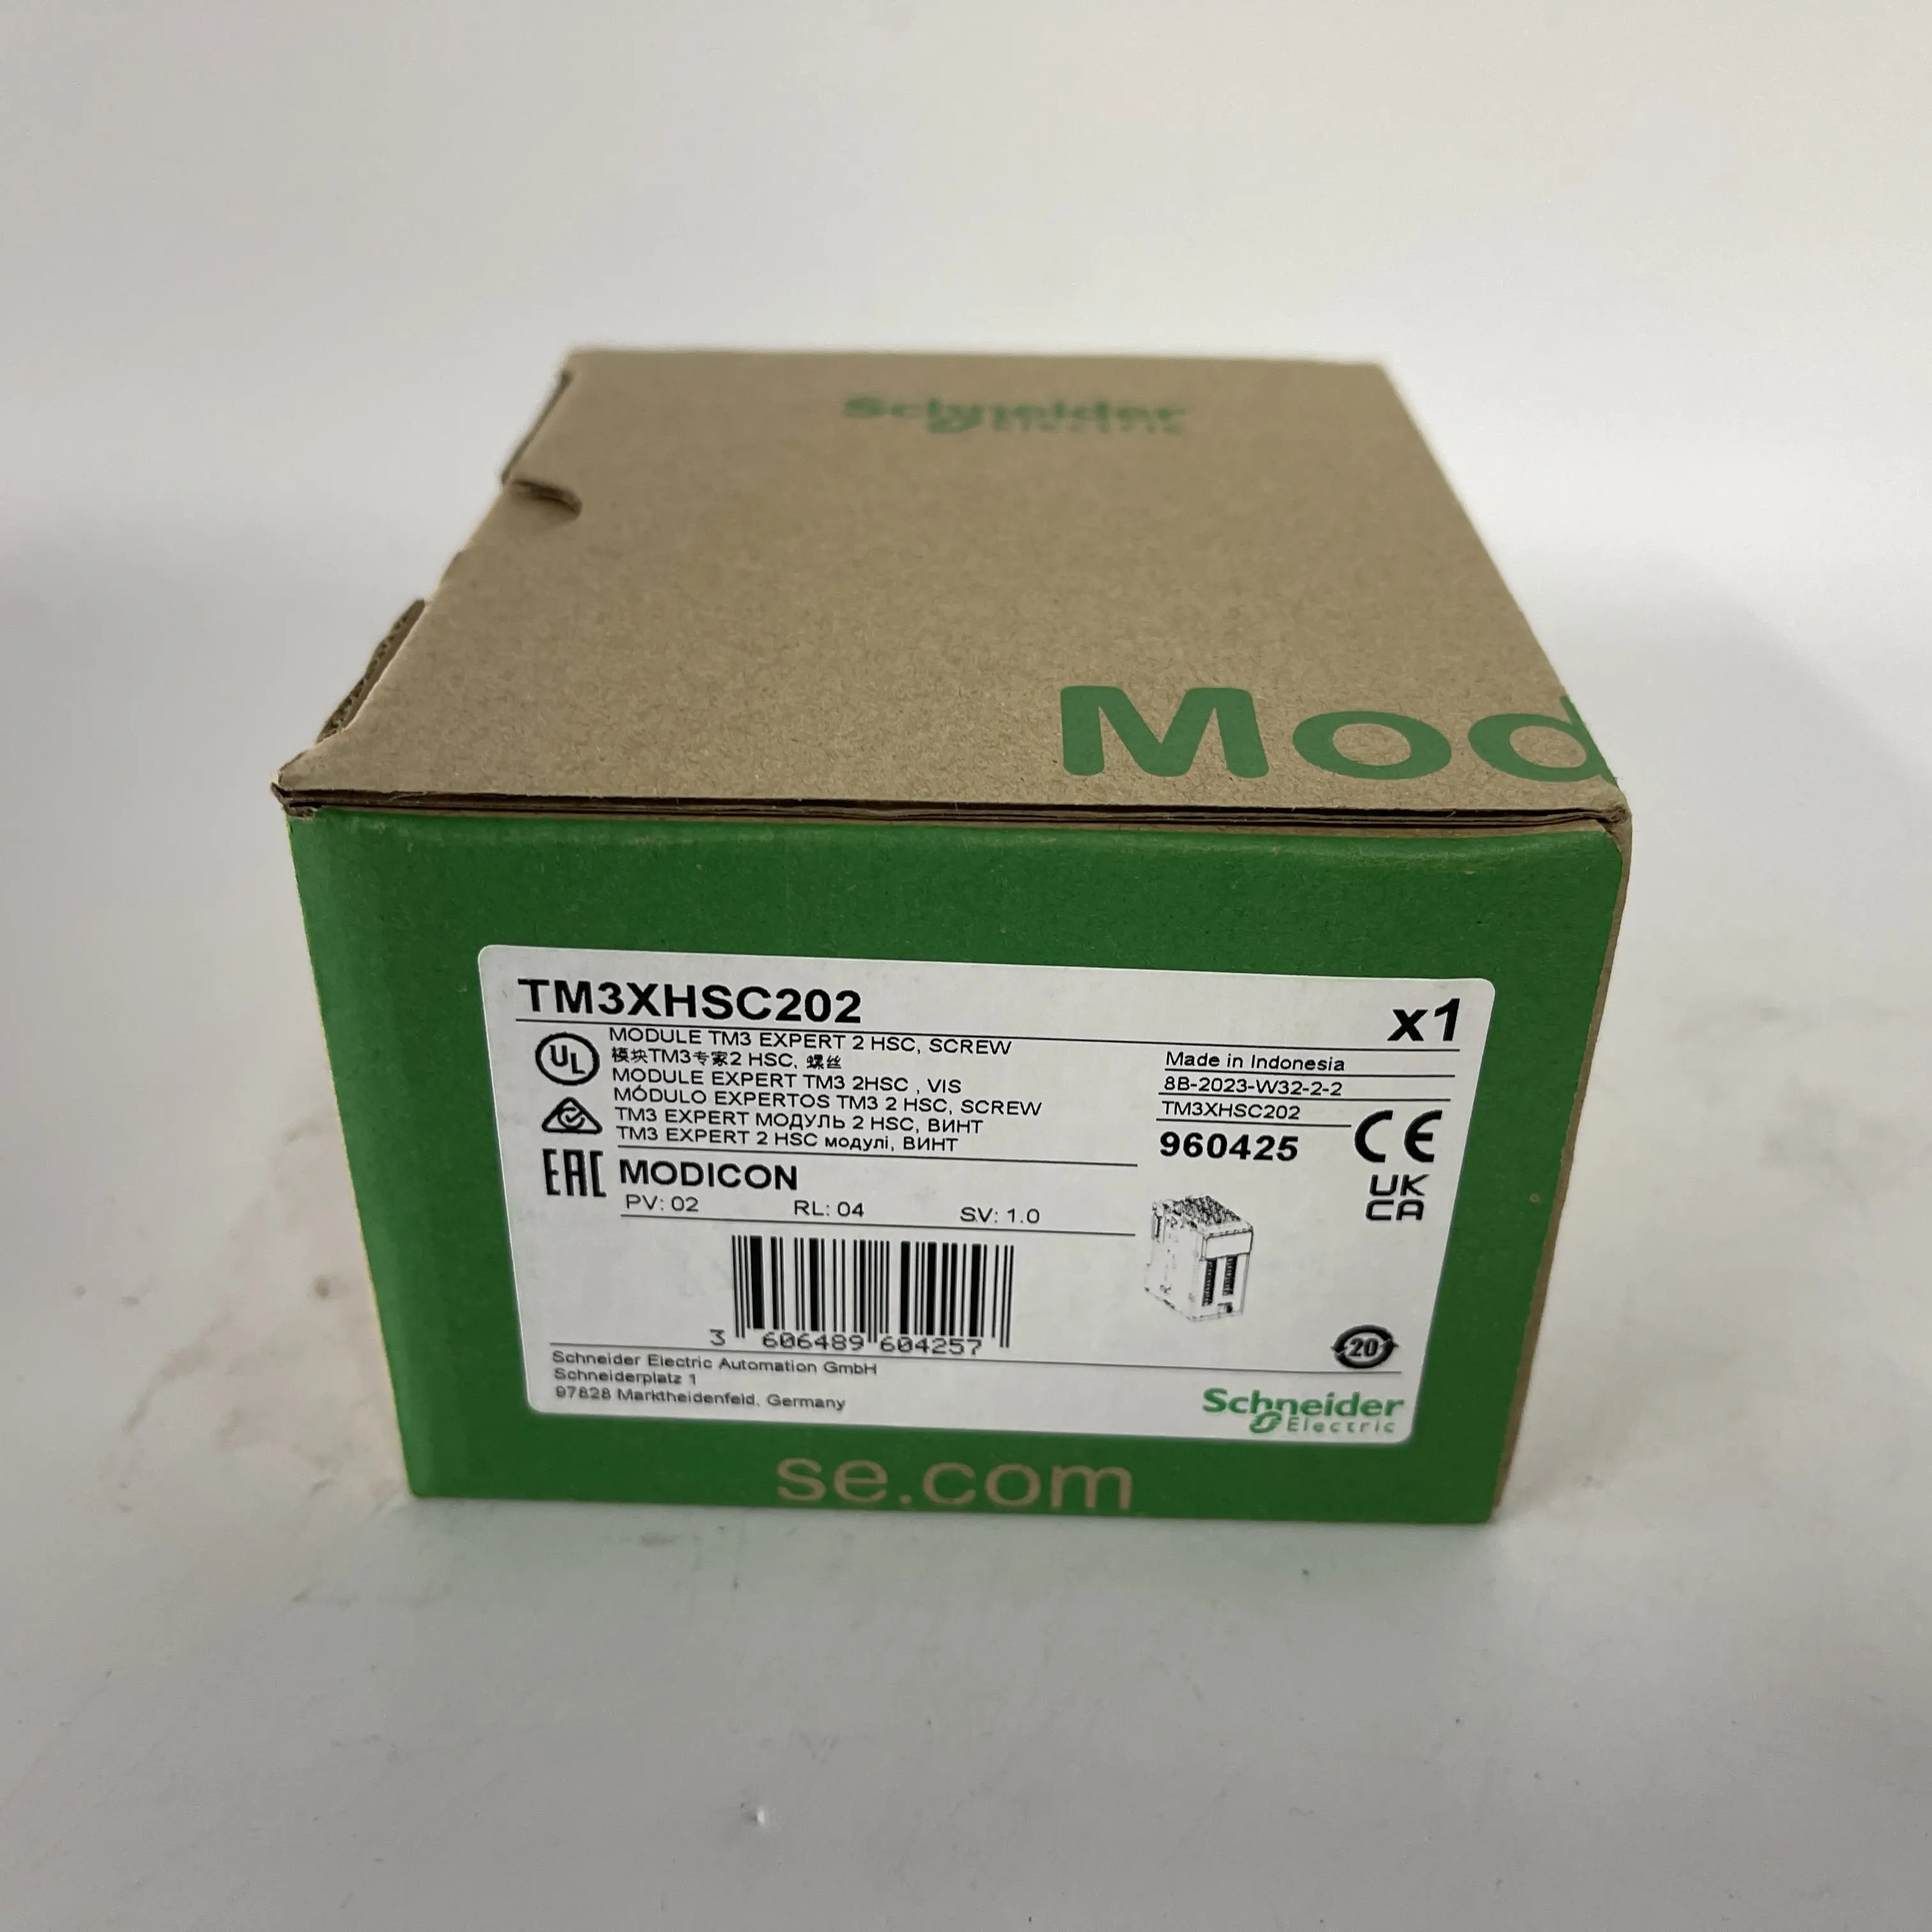 Schneider
Electric
Mod
TM3XHSC202
x1
UL
MODULE TM3 EXPERT 2 HSC, SCREW
模块TM3专家2 HSC, 螺丝
MODULE EXPERT TM3 2HSC , VIS
MÓDULO EXPERTOS TM3 2 HSC, SCREW
TM3 EXPERT МОДУЛЬ 2 HSC, ВИНТ
TM3 EXPERT 2 HSC модулі, ВИНТ
EAC
MODICON
PV: 02 RL: 04 SV: 1.0
Made in Indonesia
8B-2023-W32-2-2
TM3XHSC202
960425
CE
UK
CA
3 606489 604257
20
Schneider Electric Automation GmbH
Schneiderplatz 1
97828 Marktheidenfeld, Germany
Schneider
Electric
se.com